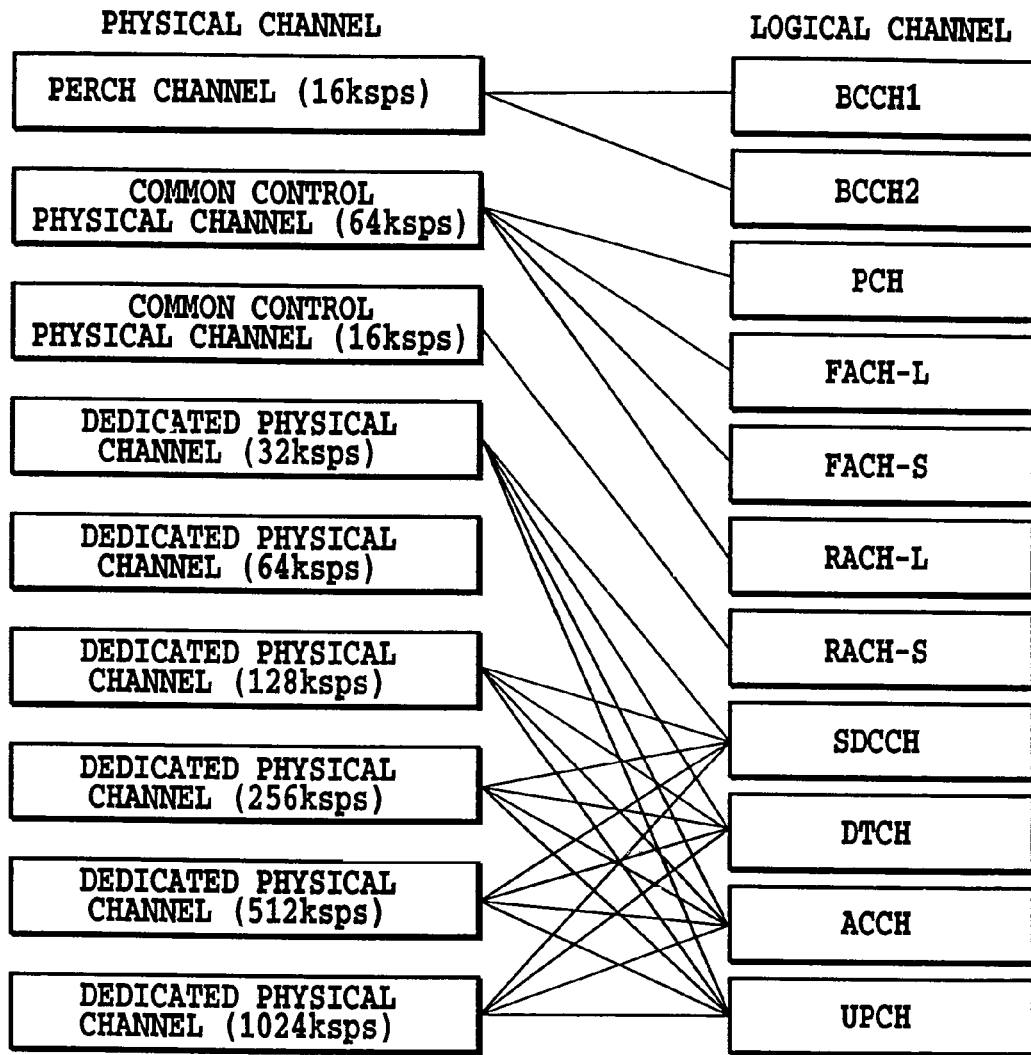 PHYSICAL CHANNEL
PERCH CHANNEL (16ksps)
COMMON CONTROL
PHYSICAL CHANNEL (64ksps)
COMMON CONTROL
PHYSICAL CHANNEL (16ksps)
DEDICATED PHYSICAL
CHANNEL (32ksps)
DEDICATED PHYSICAL
CHANNEL (64ksps)
DEDICATED PHYSICAL
CHANNEL (128ksps)
DEDICATED PHYSICAL
CHANNEL (256ksps)
DEDICATED PHYSICAL
CHANNEL (512ksps)
DEDICATED PHYSICAL
CHANNEL (1024ksps)
LOGICAL CHANNEL
BCCH1
BCCH2
PCH
FACH-L
FACH-S
RACH-L
RACH-S
SDCCH
DTCH
ACCH
UPCH